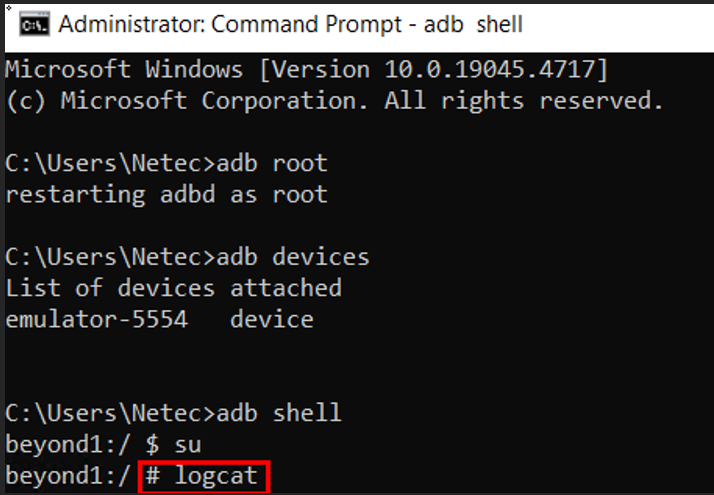 Administrator: Command Prompt - adb  shell
Microsoft Windows [Version 10.0.19045.4717]
(c) Microsoft Corporation. All rights reserved.
C:\Users\Netec>adb root
restarting adbd as root
C:\Users\Netec>adb devices
List of devices attached
emulator-5554   device
C:\Users\Netec>adb shell
beyond1:/ $ su
beyond1:/ # logcat